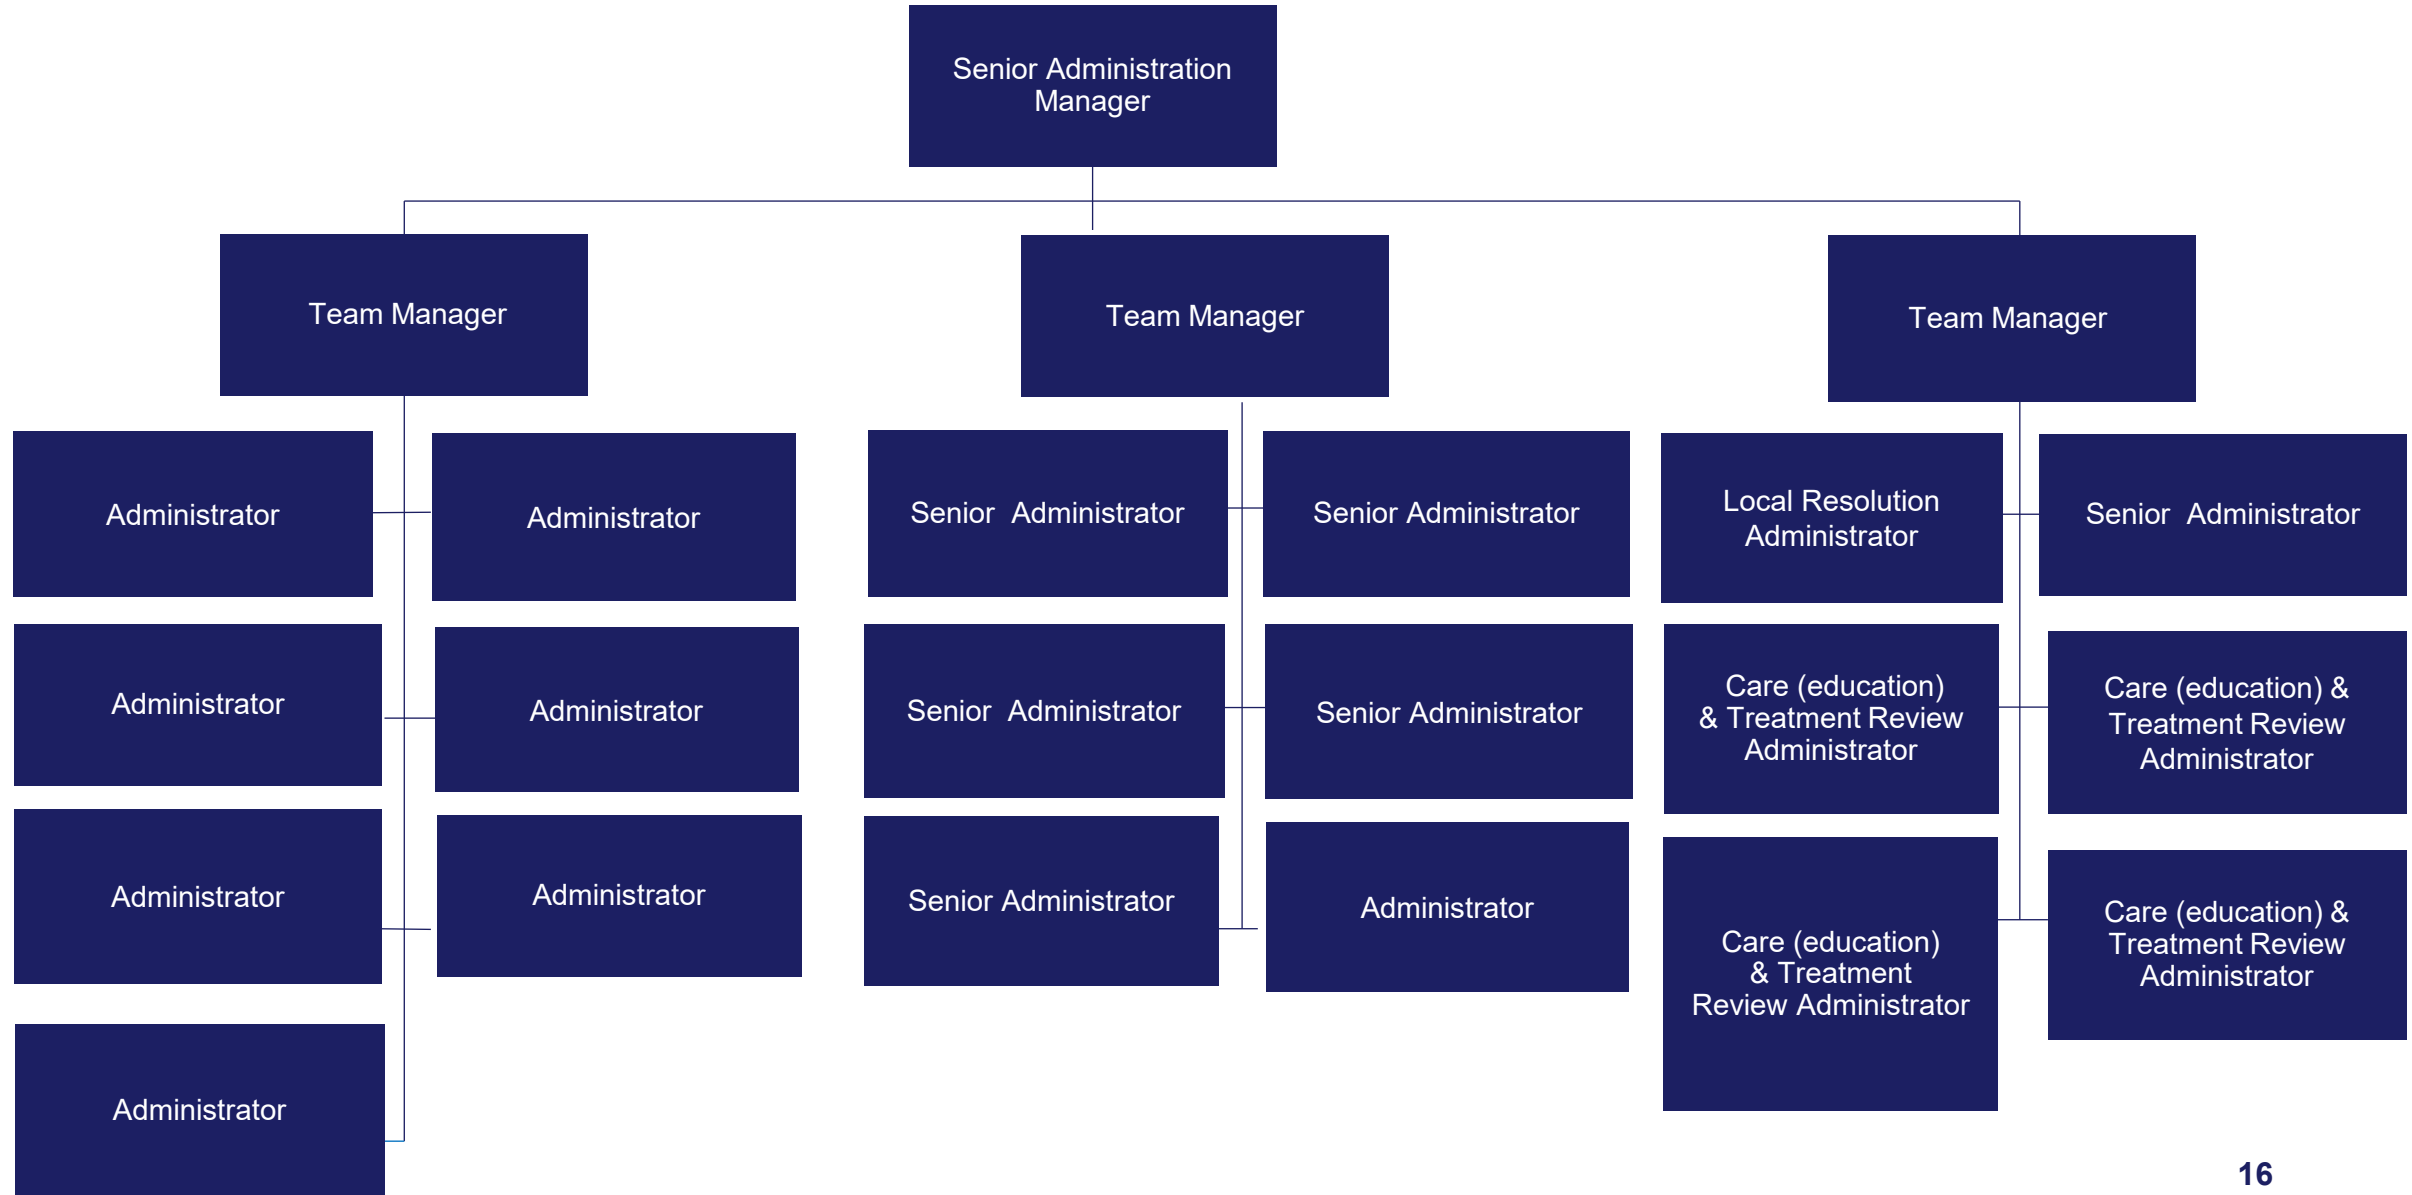 Senior Administration
Manager
Team Manager
Team Manager
Team Manager
Administrator
Administrator
Senior  Administrator
Senior Administrator
Local Resolution
Administrator
Senior  Administrator
Administrator
Administrator
Senior  Administrator
Senior Administrator
Care (education)
& Treatment Review
Administrator
Care (education) &
Treatment Review
Administrator
Administrator
Administrator
Senior Administrator
Administrator
Care (education)
& Treatment
Review Administrator
Care (education) &
Treatment Review
Administrator
Administrator
16